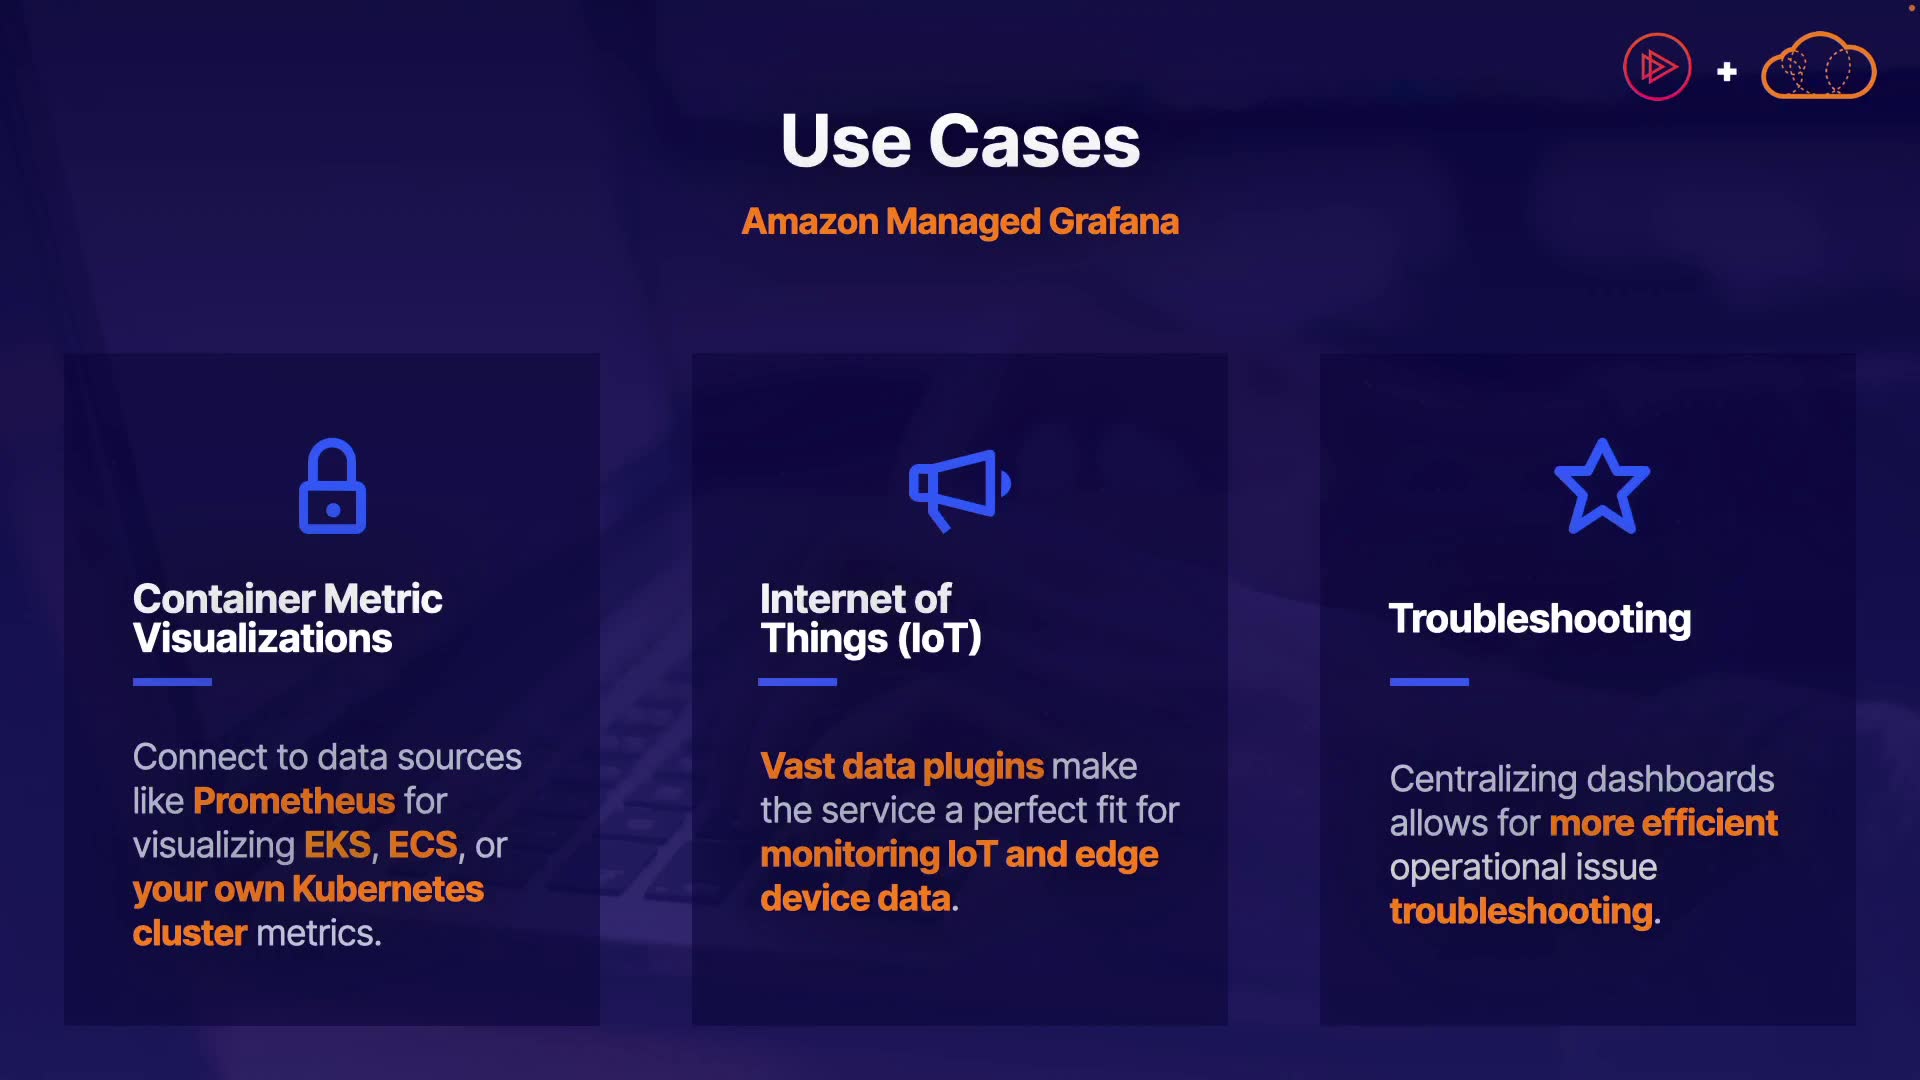 Use Cases
Amazon Managed Grafana
Container Metric
Visualizations
Connect to data sources
like Prometheus for
visualizing EKS, ECS, or
your own Kubernetes
cluster metrics.
Internet of
Things (IoT)
Vast data plugins make
the service a perfect fit for
monitoring IoT and edge
device data.
Troubleshooting
Centralizing dashboards
allows for more efficient
operational issue
troubleshooting.